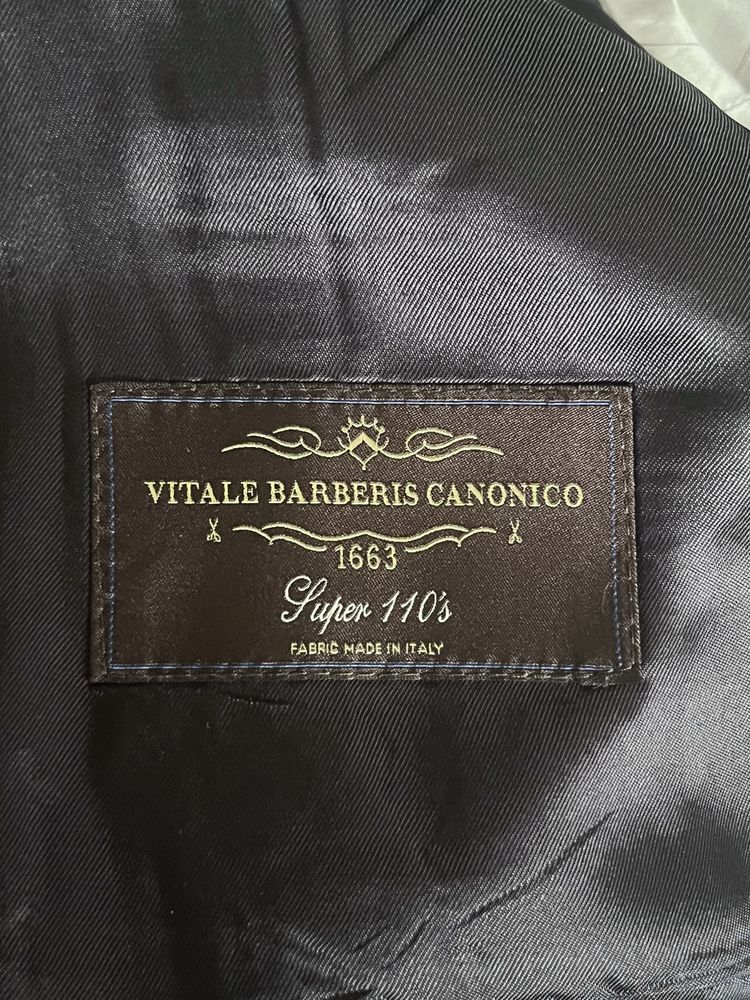 VITALE BARBERIS CANONICO
1663
Super 110's
FABRIC MADE IN ITALY